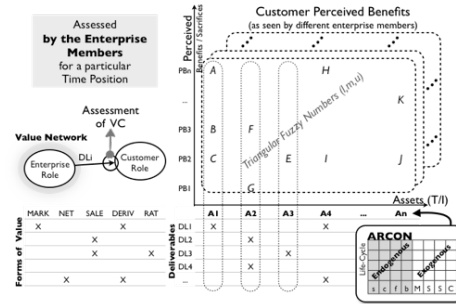 Assessed
by the Enterprise
Members
for a particular
Time Position
Customer Perceived Benefits
(as seen by different enterprise members)
Perceived
Benefits / Sacrifices
PBn
A
H
...
K
PB3
B
F
PB2
C
E
I
J
PB1
G
Triangular Fuzzy Numbers (l,m,u)
Assessment
of VC
Value Network
Enterprise
Role
DLi
Customer
Role
Assets (T/I)
MARK NET SALE DERIV RAT
A1 A2 A3 A4 ... An
Forms of Value
X X
X
X X
X X
Deliverables
DL1 X X
DL2 X
DL3 X
DL4 X
... X
ARCON
Life-Cycle
Endogenous
Exogenous
s c f b M S S C